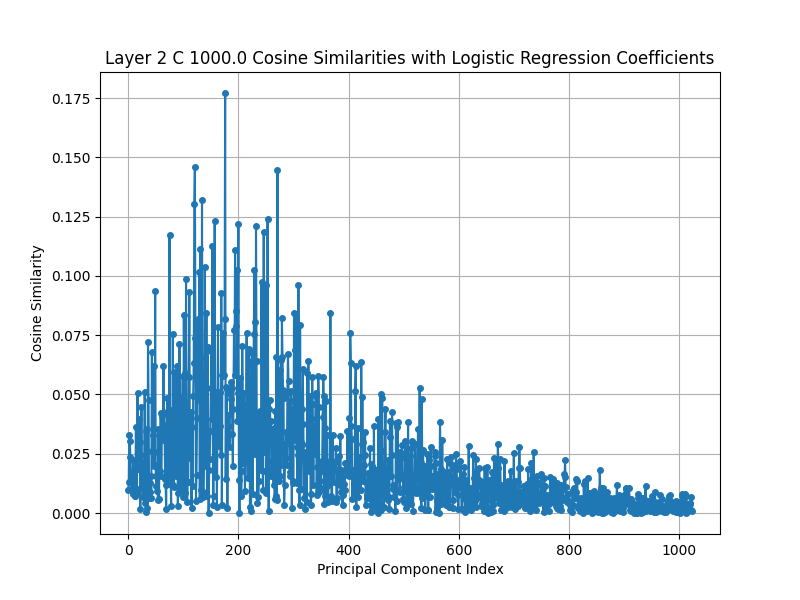 Layer 2 C 1000.0 Cosine Similarities with Logistic Regression Coefficients
0.175
0.150
0.125
0.100
0.075
0.050
0.025
0.000
Cosine Similarity
0 200 400 600 800 1000
Principal Component Index